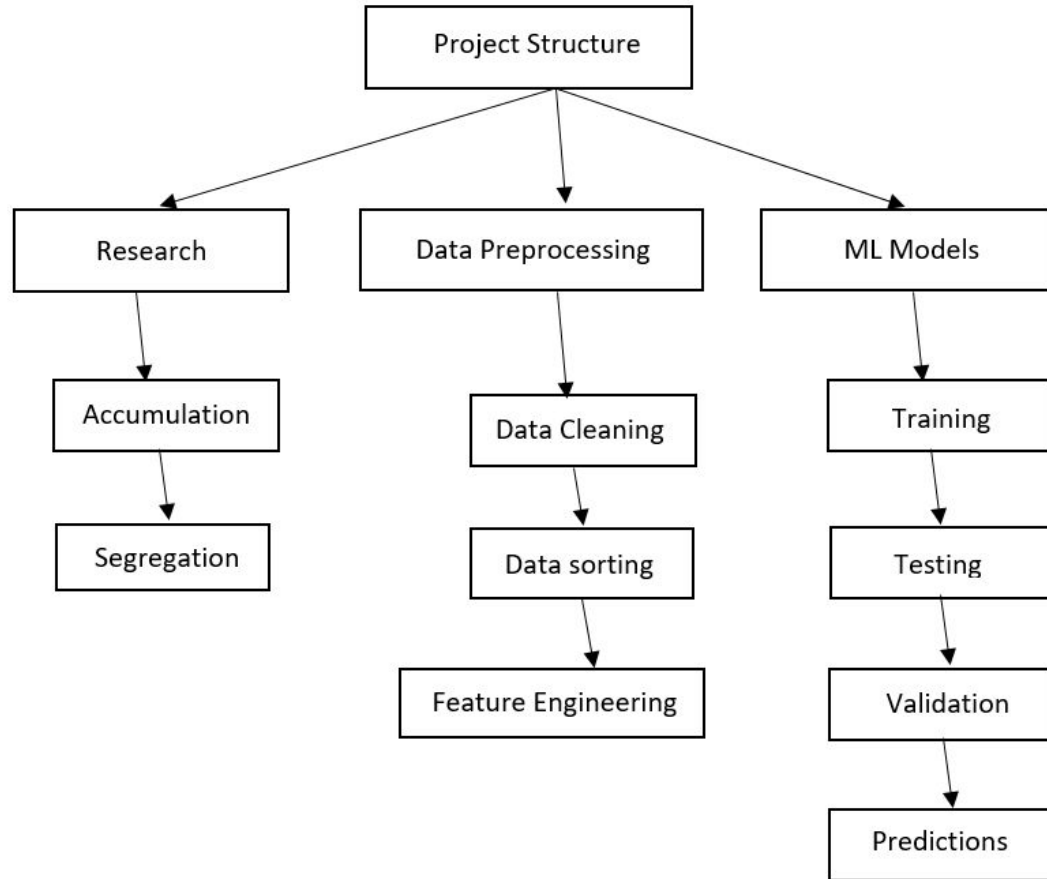 Project Structure
Research
Data Preprocessing
ML Models
Accumulation
Data Cleaning
Training
Segregation
Data sorting
Testing
Feature Engineering
Validation
Predictions